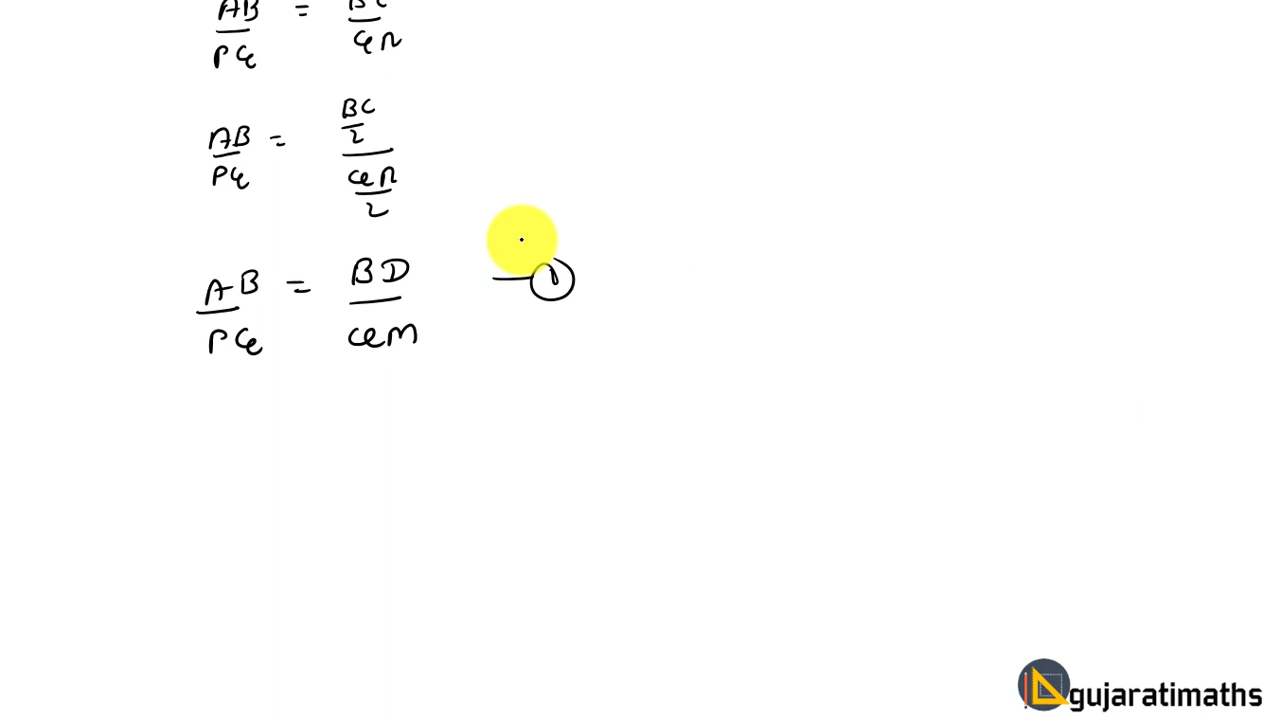 AB/PQ = BC/QR
AB/PQ = (BC/2)/(QR/2)
AB/PQ = BD/QM —①
gujaratimaths